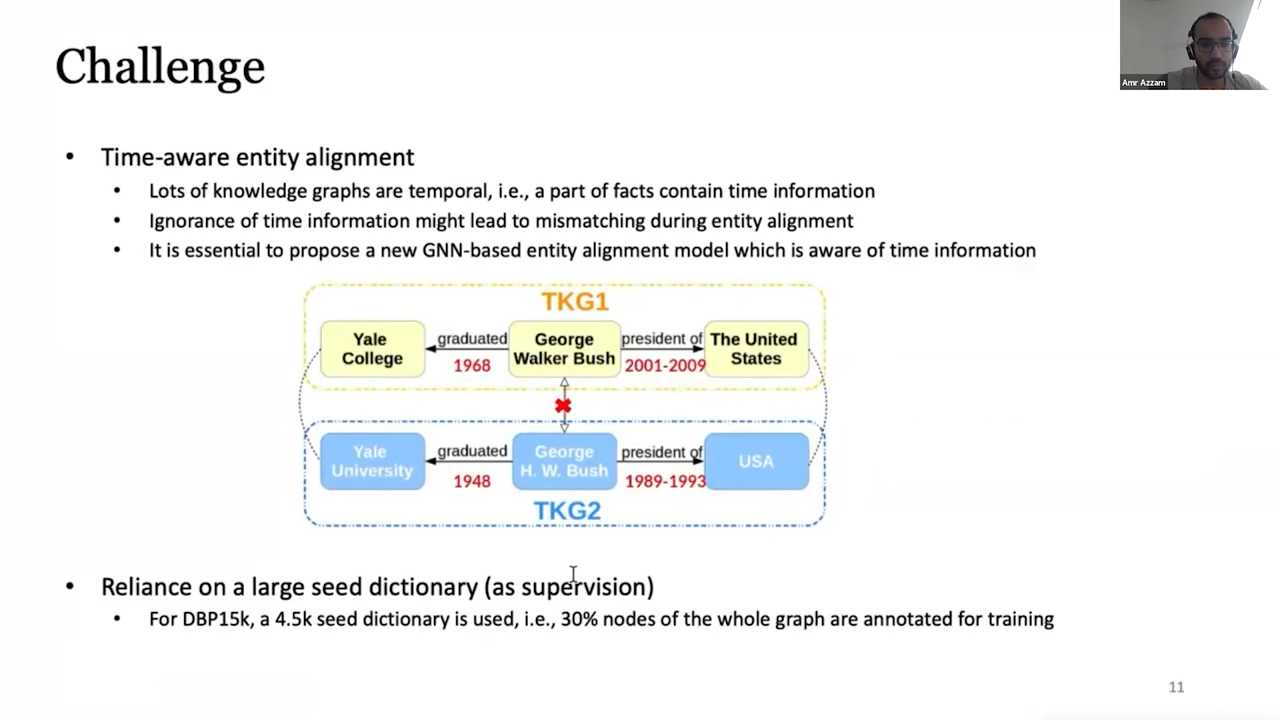 Challenge
Amr Azzam
• Time-aware entity alignment
• Lots of knowledge graphs are temporal, i.e., a part of facts contain time information
• Ignorance of time information might lead to mismatching during entity alignment
• It is essential to propose a new GNN-based entity alignment model which is aware of time information
TKG1
Yale College
graduated
1968
George Walker Bush
president of
2001-2009
The United States
Yale University
graduated
1948
George H. W. Bush
president of
1989-1993
USA
TKG2
• Reliance on a large seed dictionary (as supervision)
• For DBP15k, a 4.5k seed dictionary is used, i.e., 30% nodes of the whole graph are annotated for training
11